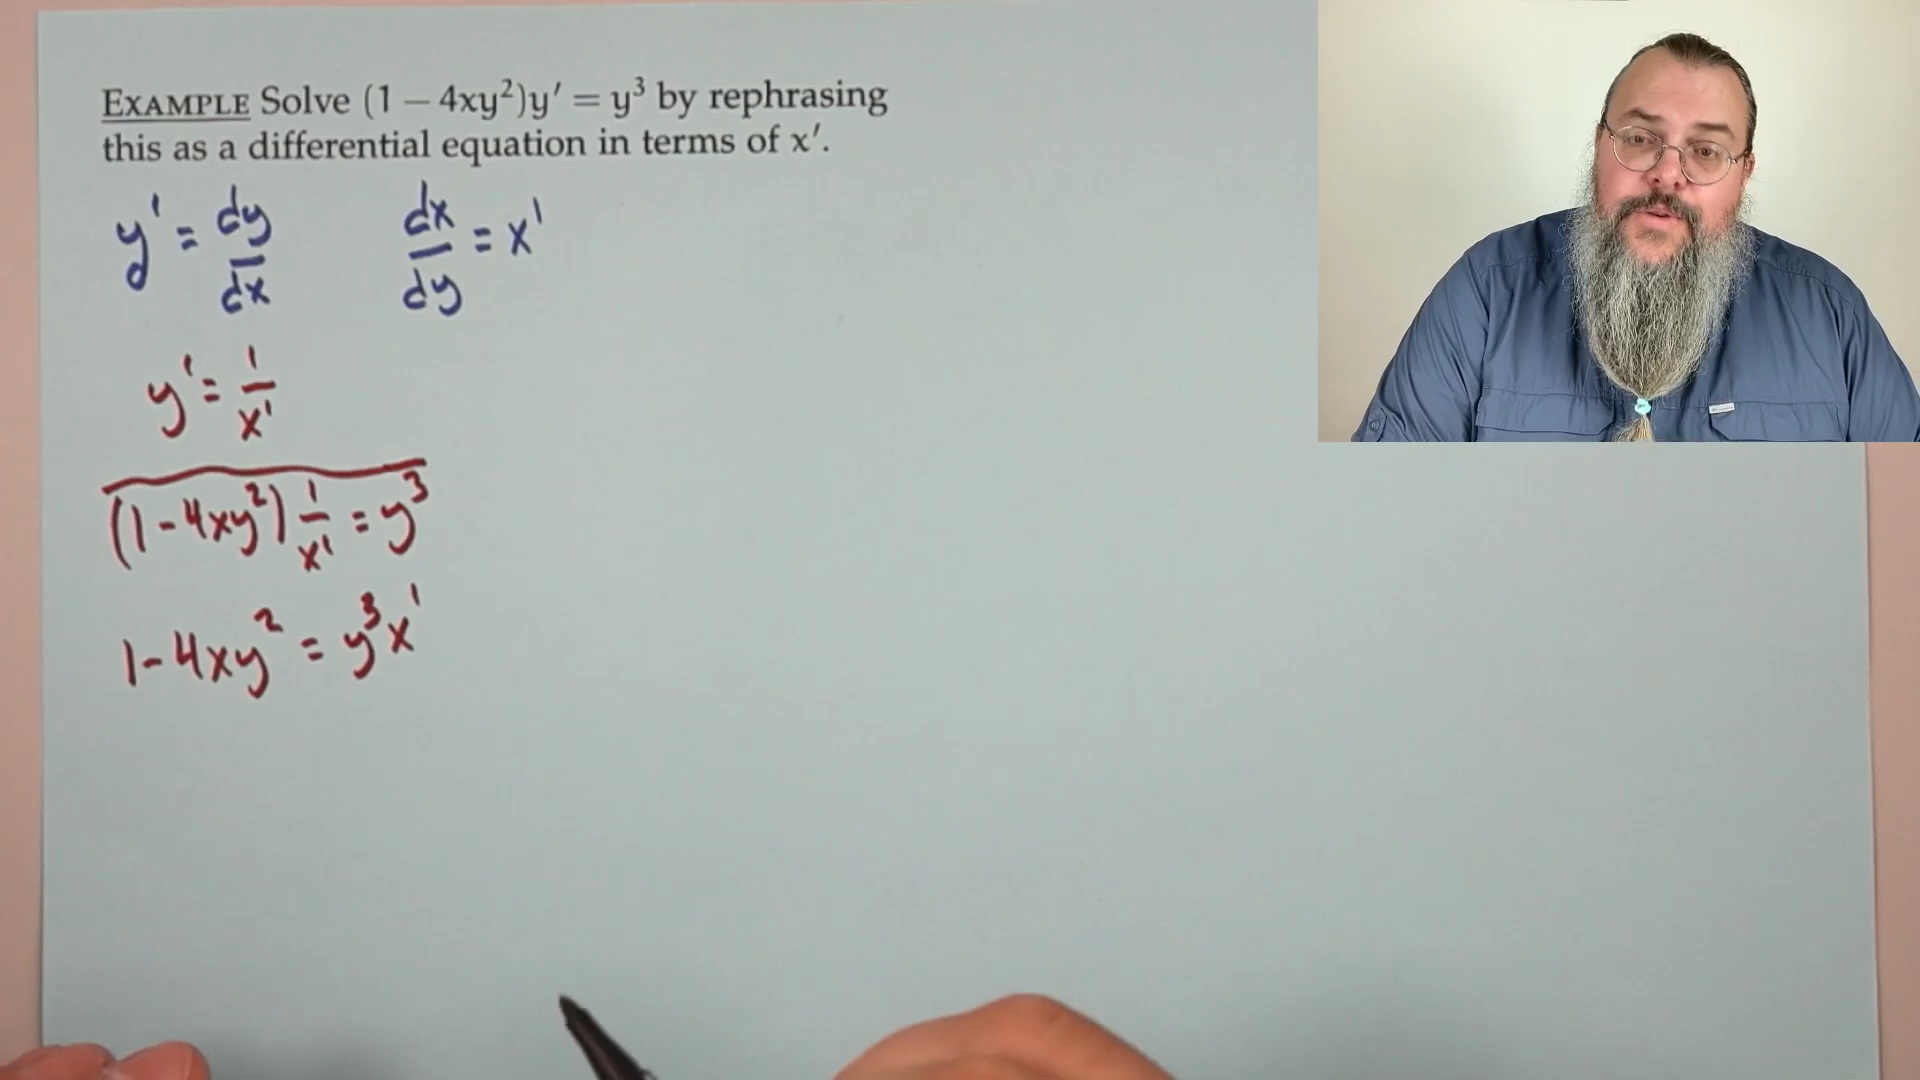 EXAMPLE Solve (1 − 4xy²)y′ = y³ by rephrasing
this as a differential equation in terms of x′.
y' = dy/dx    dx/dy = x'
y' = 1/x'
(1-4xy²) 1/x' = y³
1-4xy² = y³x'